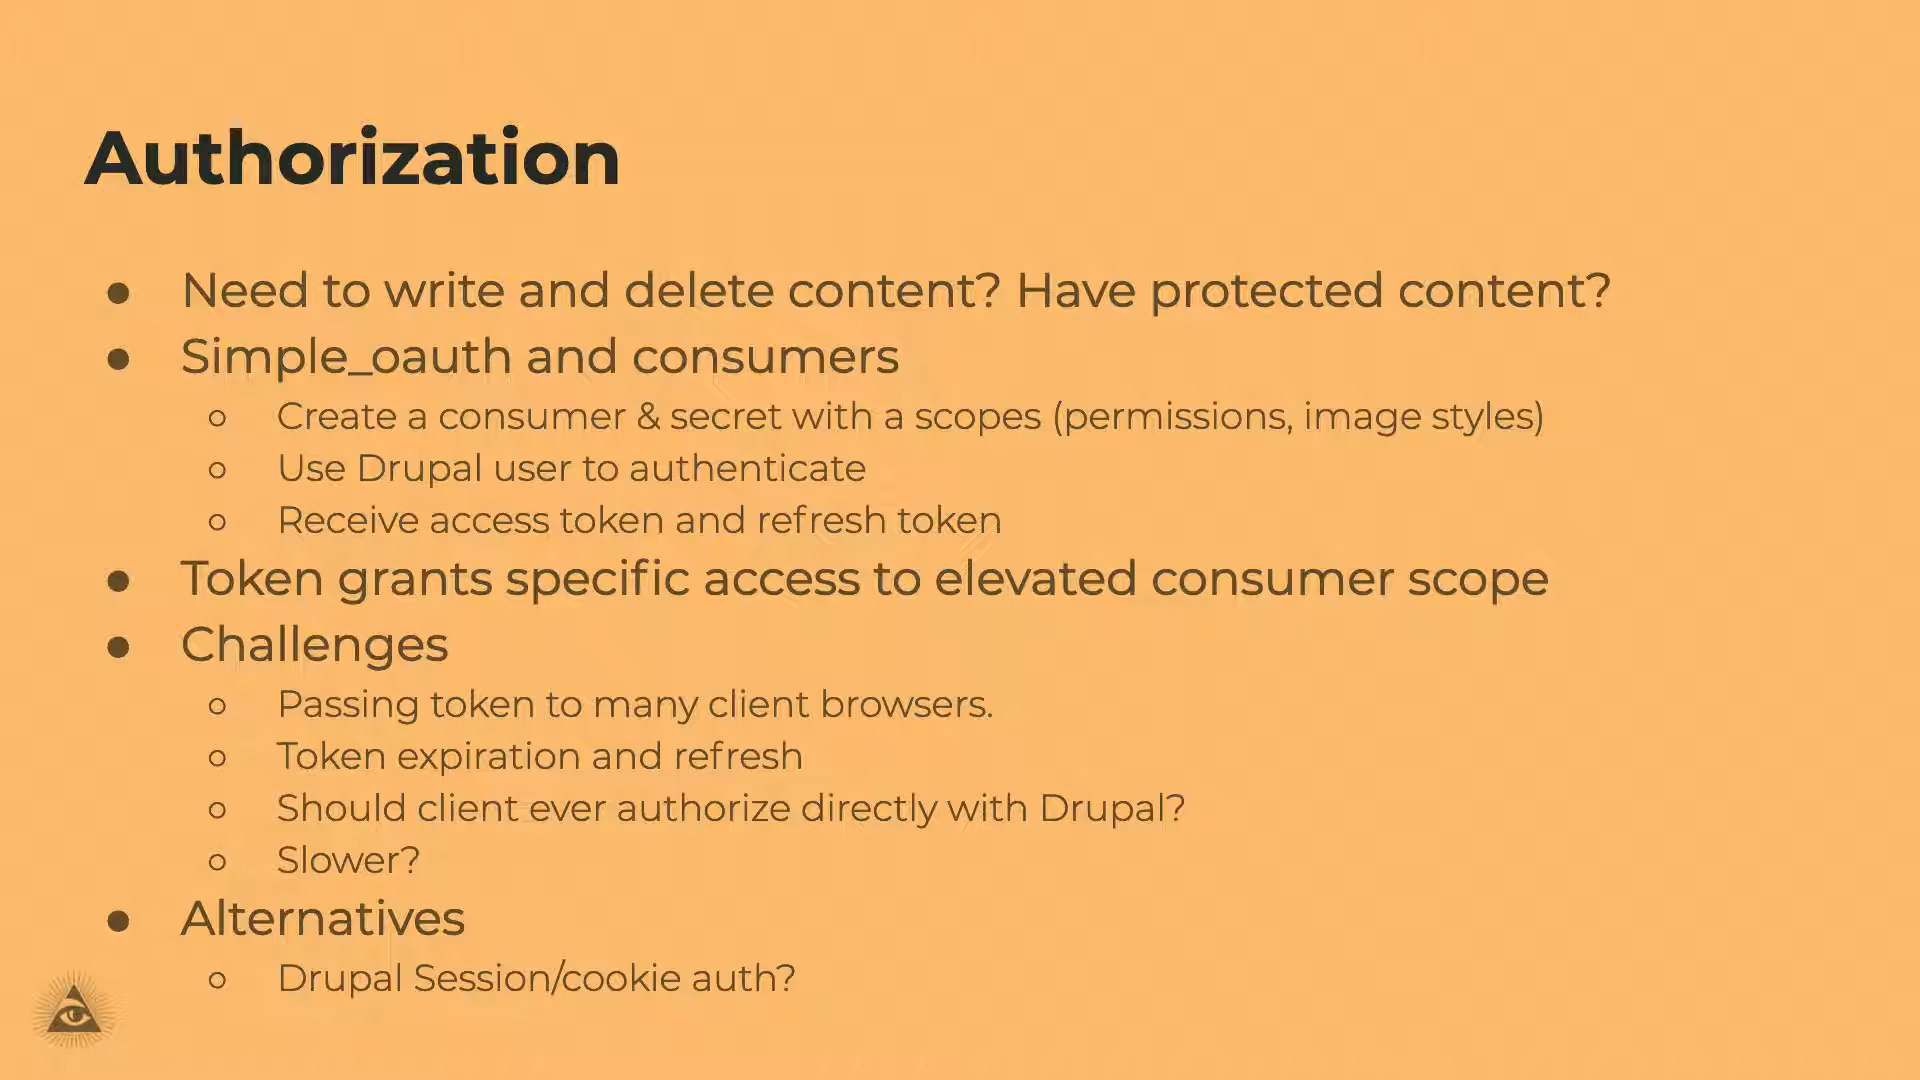 Authorization
● Need to write and delete content? Have protected content?
● Simple_oauth and consumers
○ Create a consumer & secret with a scopes (permissions, image styles)
○ Use Drupal user to authenticate
○ Receive access token and refresh token
● Token grants specific access to elevated consumer scope
● Challenges
○ Passing token to many client browsers.
○ Token expiration and refresh
○ Should client ever authorize directly with Drupal?
○ Slower?
● Alternatives
○ Drupal Session/cookie auth?